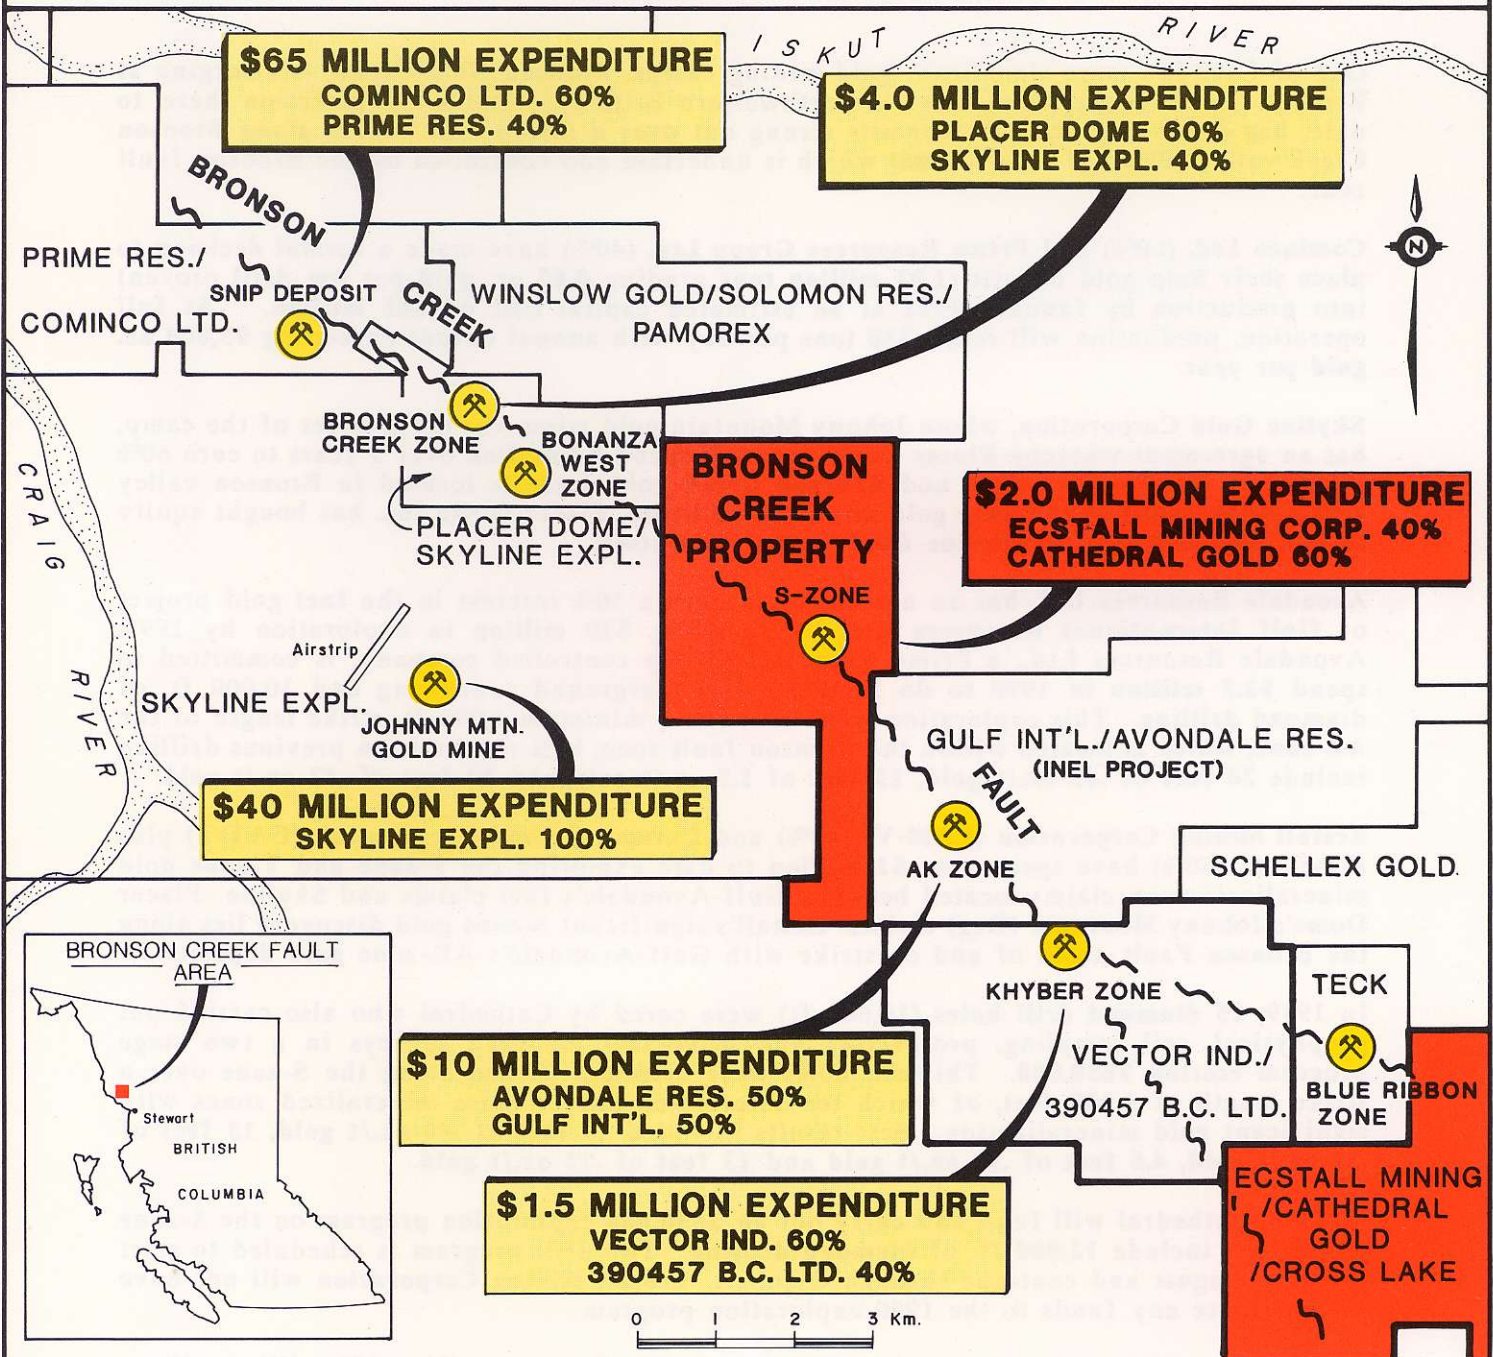 ISKUT RIVER
$65 MILLION EXPENDITURE
COMINCO LTD. 60%
PRIME RES. 40%
$4.0 MILLION EXPENDITURE
PLACER DOME 60%
SKYLINE EXPL. 40%
BRONSON
CREEK
N
PRIME RES./
COMINCO LTD.
SNIP DEPOSIT
WINSLOW GOLD/SOLOMON RES./
PAMOREX
BRONSON
CREEK ZONE
BONANZA
WEST
ZONE
PLACER DOME/
SKYLINE EXPL.
BRONSON
CREEK
PROPERTY
S-ZONE
$2.0 MILLION EXPENDITURE
ECSTALL MINING CORP. 40%
CATHEDRAL GOLD 60%
CRAIG
RIVER
Airstrip
SKYLINE EXPL.
JOHNNY MTN.
GOLD MINE
$40 MILLION EXPENDITURE
SKYLINE EXPL. 100%
GULF INT'L./AVONDALE RES.
(INEL PROJECT)
FAULT
AK ZONE
SCHELLEX GOLD.
KHYBER ZONE
TECK
BLUE RIBBON
ZONE
VECTOR IND./
390457 B.C. LTD.
$10 MILLION EXPENDITURE
AVONDALE RES. 50%
GULF INT'L. 50%
$1.5 MILLION EXPENDITURE
VECTOR IND. 60%
390457 B.C. LTD. 40%
ECSTALL MINING
/CATHEDRAL
GOLD
/CROSS LAKE
BRONSON CREEK FAULT
AREA
Stewart
BRITISH
COLUMBIA
0 1 2 3 Km.